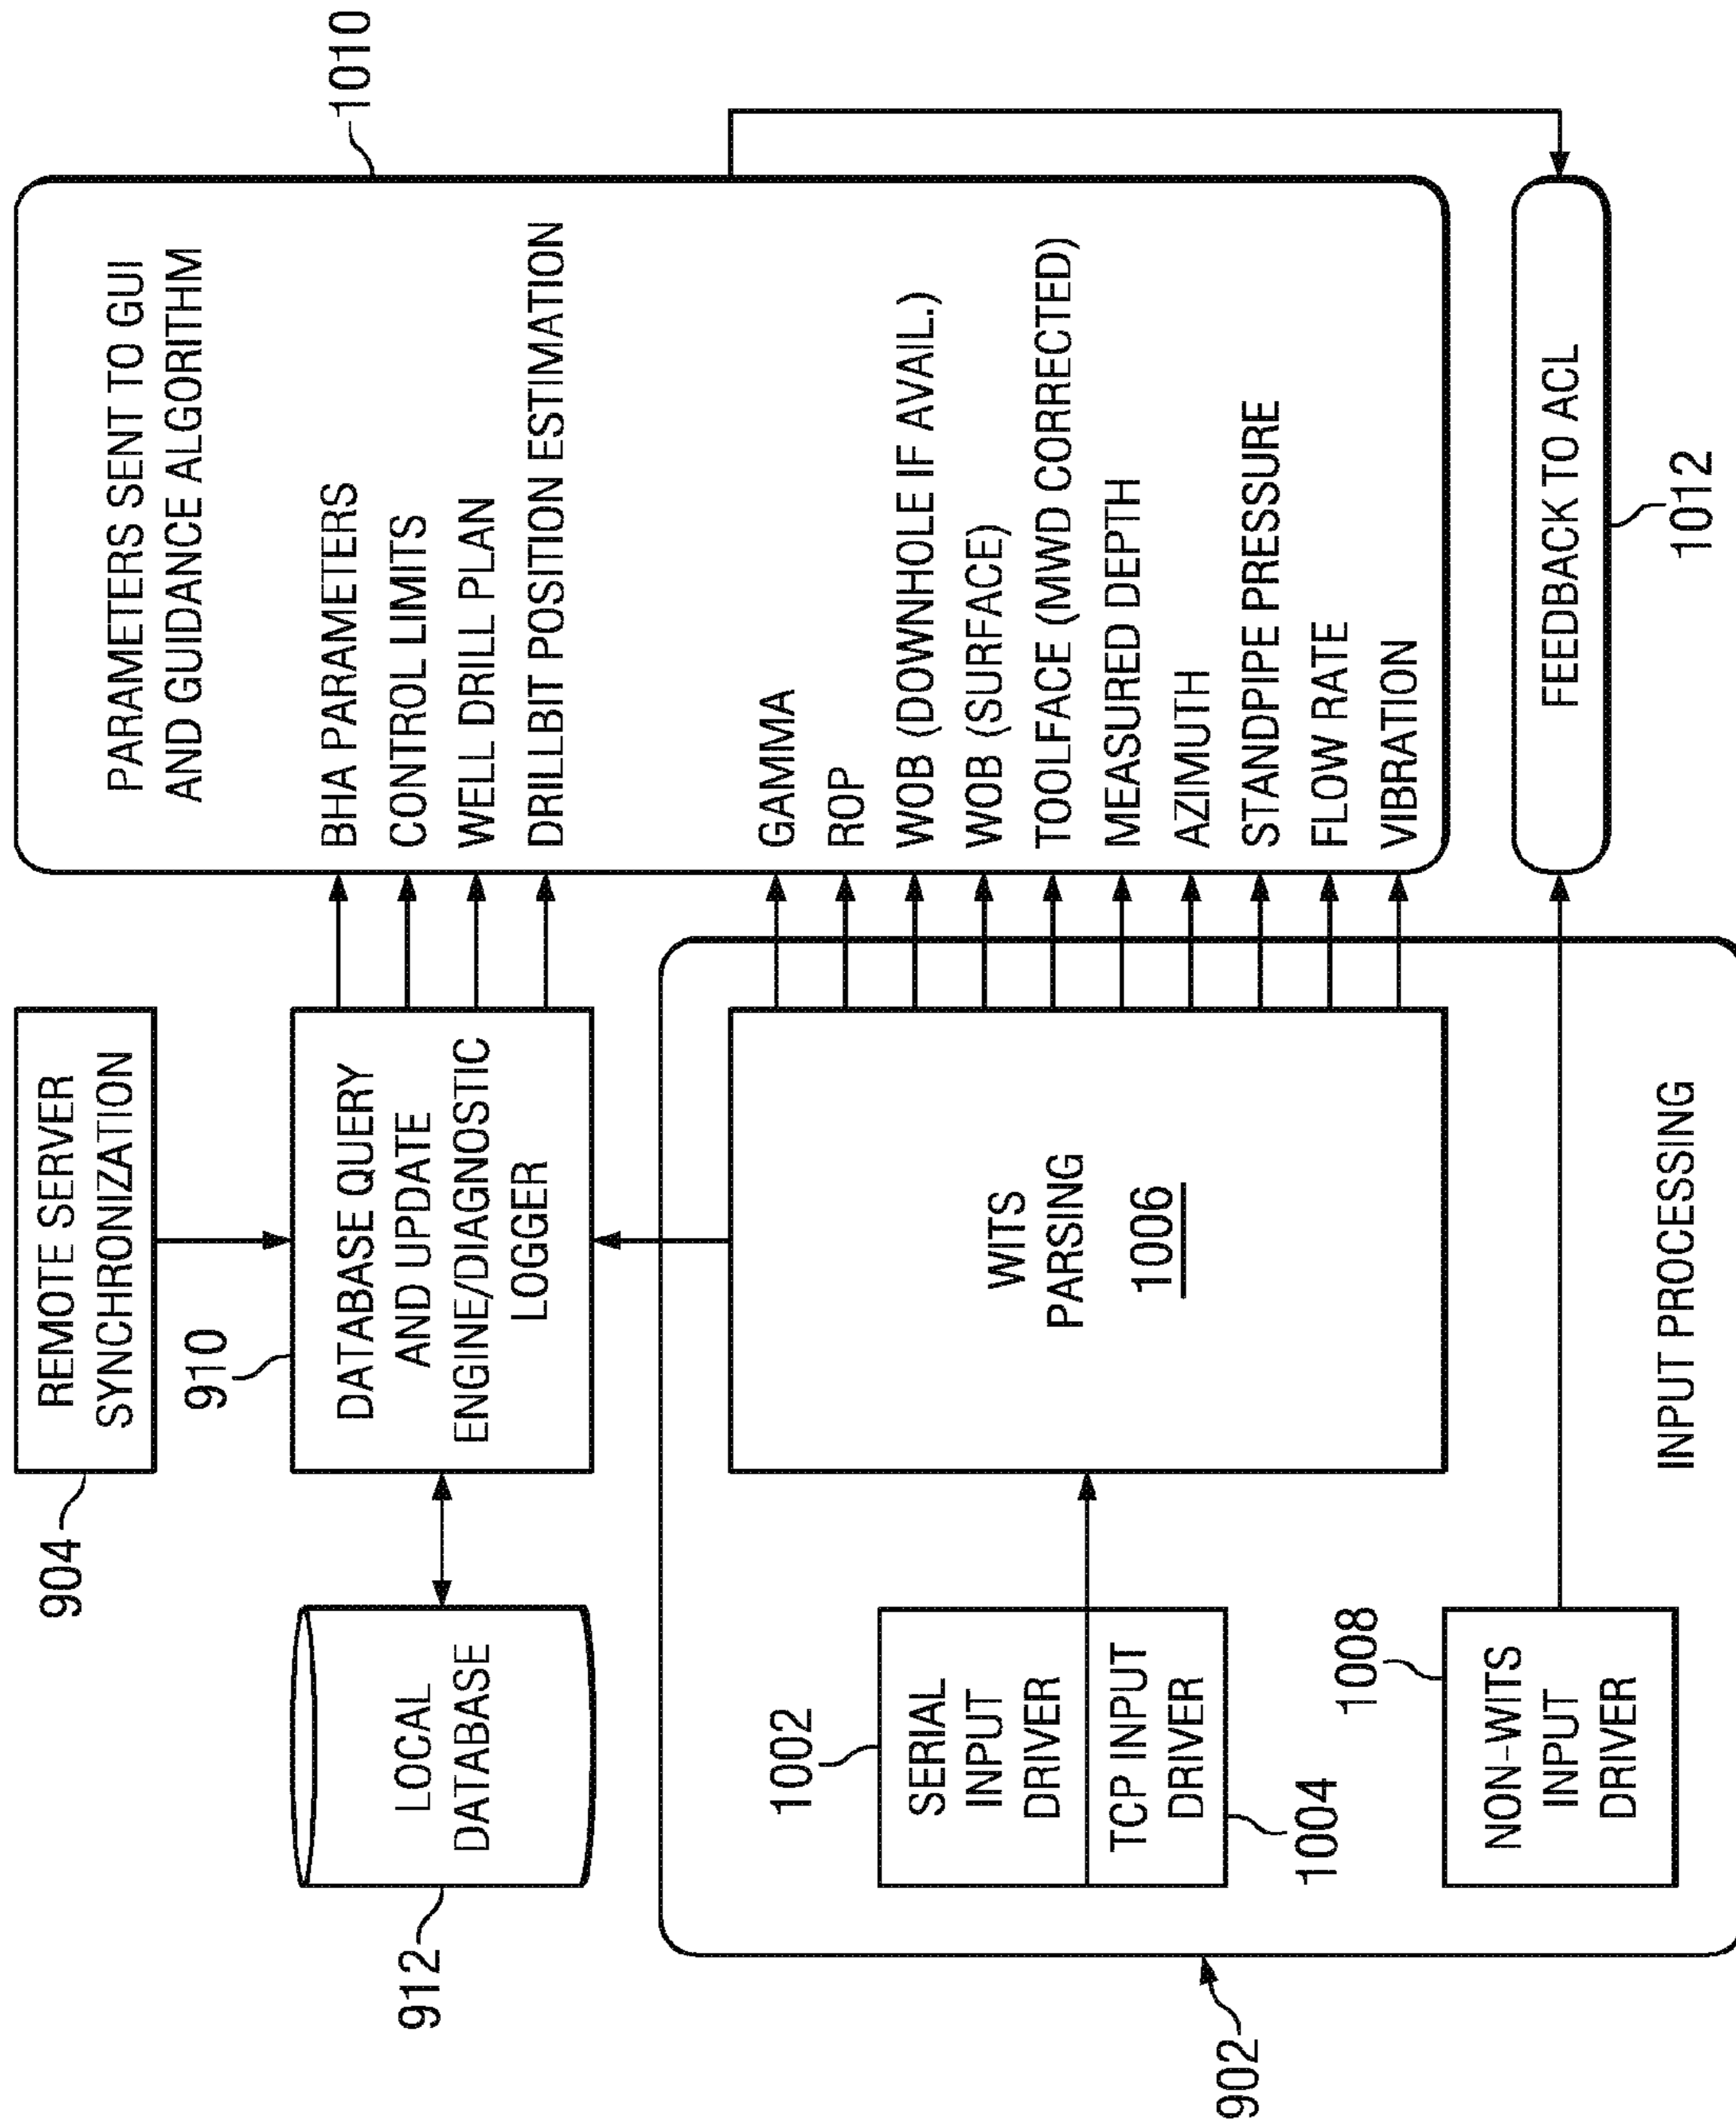 904
REMOTE SERVER
SYNCHRONIZATION
912
LOCAL
DATABASE
910
DATABASE QUERY
AND UPDATE
ENGINE/DIAGNOSTIC
LOGGER
PARAMETERS SENT TO GUI
AND GUIDANCE ALGORITHM
1010
BHA PARAMETERS
CONTROL LIMITS
WELL DRILL PLAN
DRILLBIT POSITION ESTIMATION
GAMMA
ROP
WOB (DOWNHOLE IF AVAIL.)
WOB (SURFACE)
TOOLFACE (MWD CORRECTED)
MEASURED DEPTH
AZIMUTH
STANDPIPE PRESSURE
FLOW RATE
VIBRATION
902
1002
SERIAL
INPUT
DRIVER
TCP INPUT
DRIVER
1004
WITS
PARSING
1006
1008
NON-WITS
INPUT
DRIVER
INPUT PROCESSING
FEEDBACK TO ACL
1012